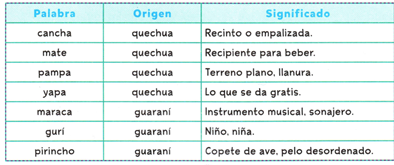 Palabra Origen Significado
cancha quechua Recinto o empalizada.
mate quechua Recipiente para beber.
pampa quechua Terreno plano, llanura.
yapa quechua Lo que se da gratis.
maraca guaraní Instrumento musical, sonajero.
gurí guaraní Niño, niña.
pirincho guaraní Copete de ave, pelo desordenado.